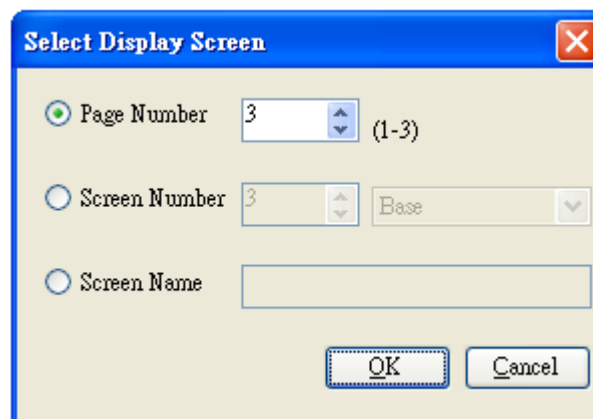 Select Display Screen
Page Number 3 (1-3)
Screen Number 3 Base
Screen Name
OK Cancel